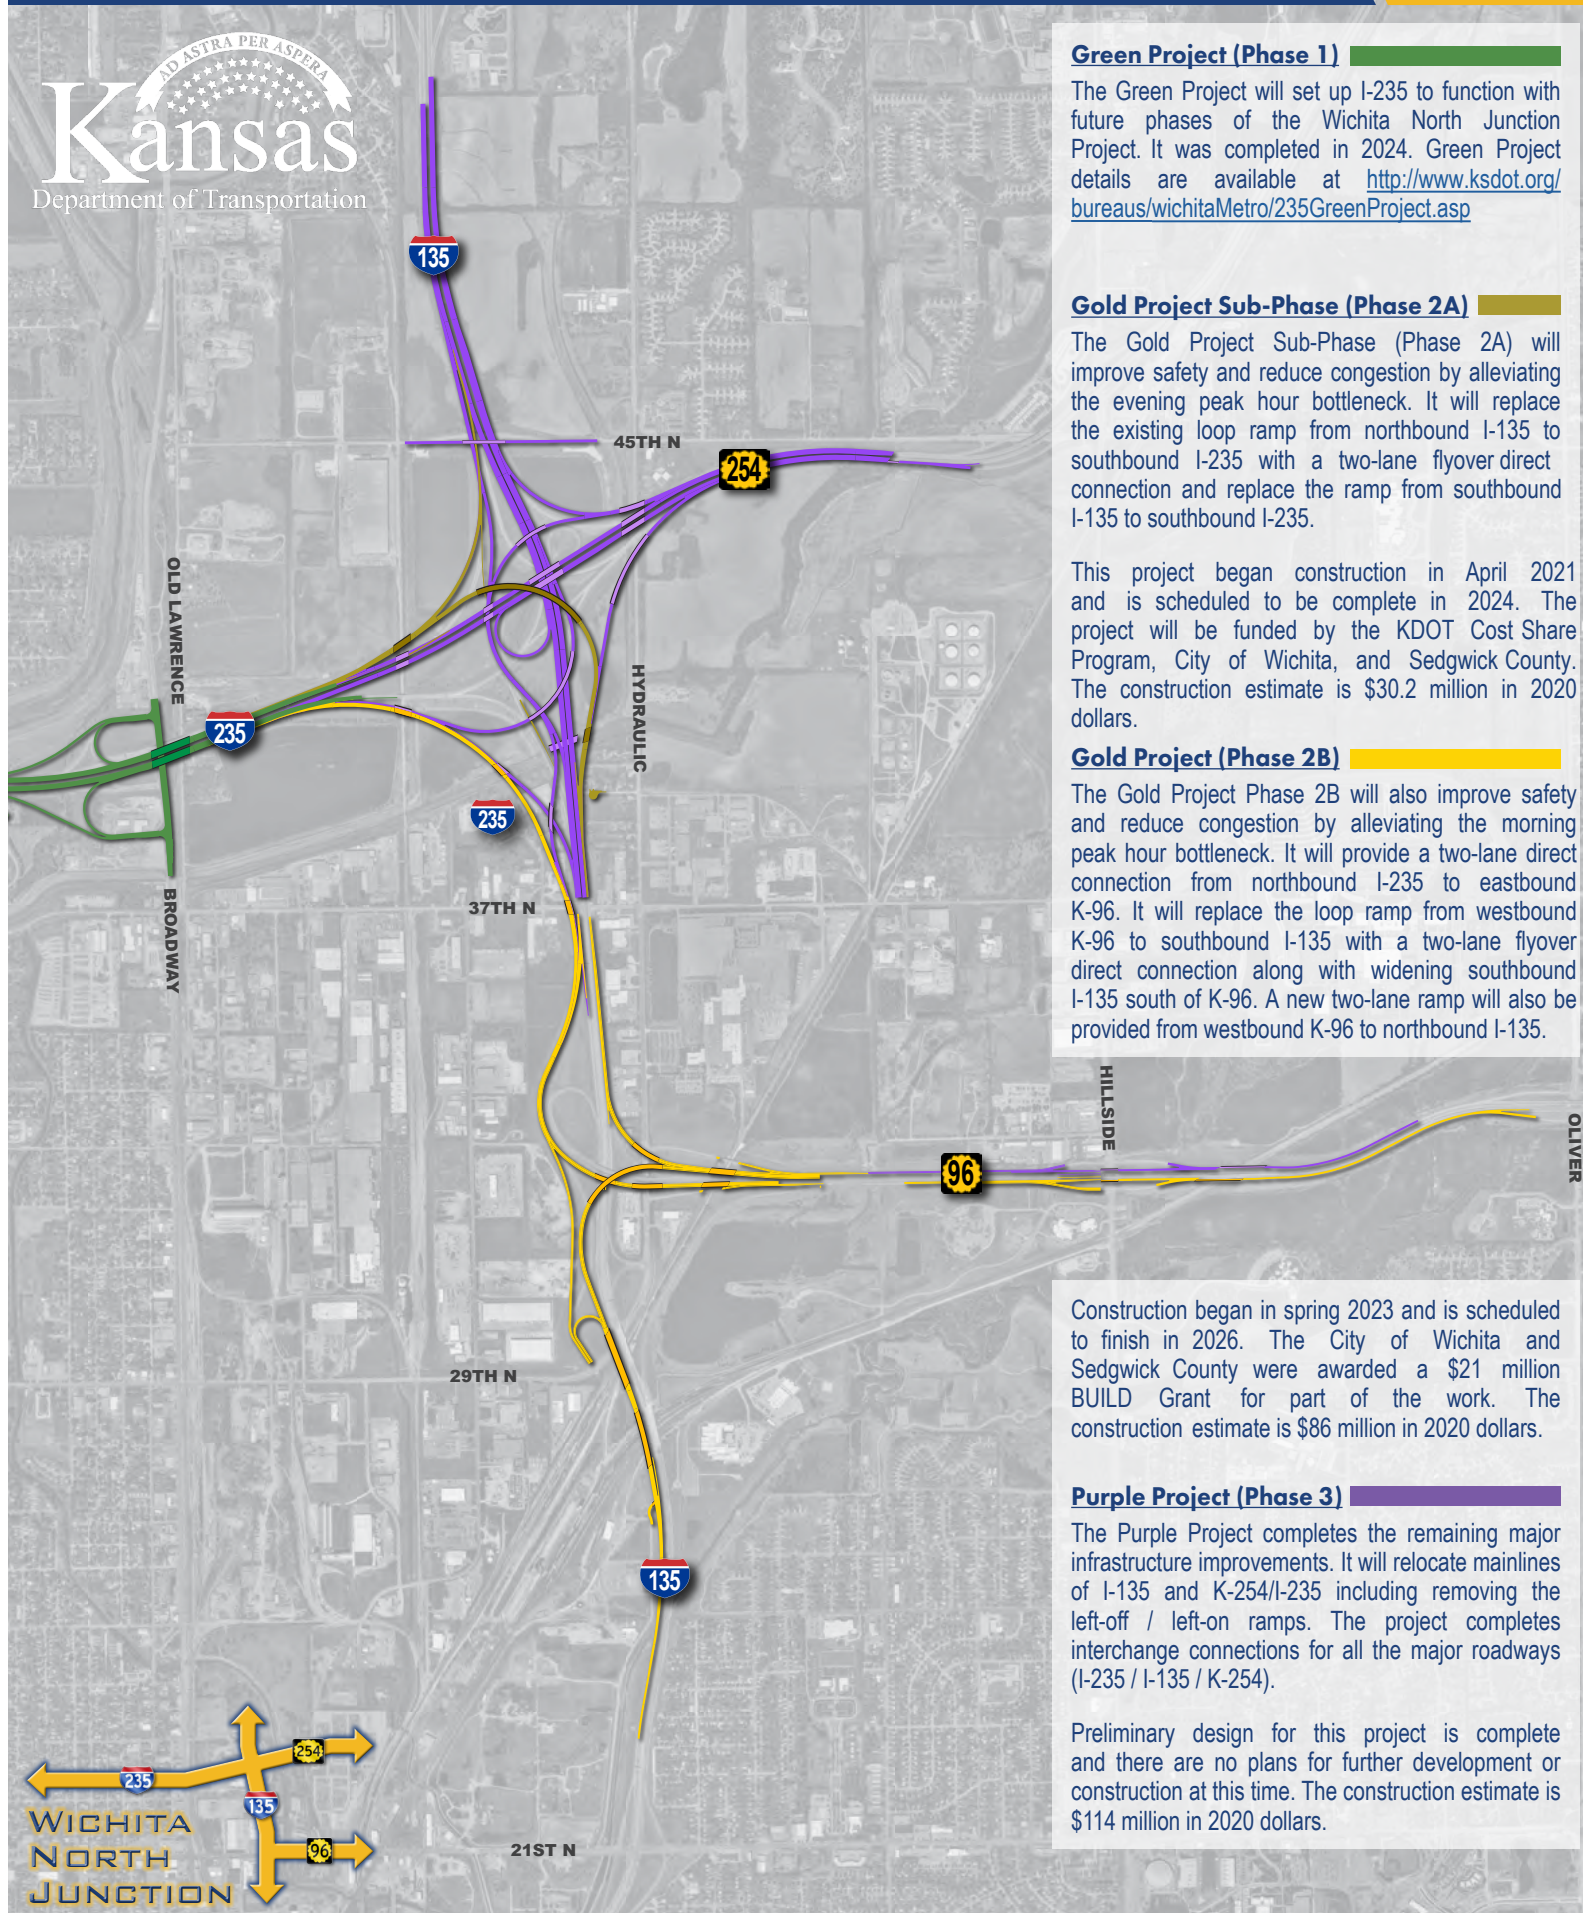 AD ASTRA PER ASPERA
Kansas
Department of Transportation
135
45TH N
254
OLD LAWRENCE
HYDRAULIC
235
235
37TH N
BROADWAY
HILLSIDE
OLIVER
96
29TH N
135
21ST N
254
235
135
96
WICHITA
NORTH
JUNCTION
Green Project (Phase 1)
The Green Project will set up I-235 to function with
future phases of the Wichita North Junction
Project. It was completed in 2024. Green Project
details are available at http://www.ksdot.org/
bureaus/wichitaMetro/235GreenProject.asp
Gold Project Sub-Phase (Phase 2A)
The Gold Project Sub-Phase (Phase 2A) will
improve safety and reduce congestion by alleviating
the evening peak hour bottleneck. It will replace
the existing loop ramp from northbound I-135 to
southbound I-235 with a two-lane flyover direct
connection and replace the ramp from southbound
I-135 to southbound I-235.
This project began construction in April 2021
and is scheduled to be complete in 2024. The
project will be funded by the KDOT Cost Share
Program, City of Wichita, and Sedgwick County.
The construction estimate is $30.2 million in 2020
dollars.
Gold Project (Phase 2B)
The Gold Project Phase 2B will also improve safety
and reduce congestion by alleviating the morning
peak hour bottleneck. It will provide a two-lane direct
connection from northbound I-235 to eastbound
K-96. It will replace the loop ramp from westbound
K-96 to southbound I-135 with a two-lane flyover
direct connection along with widening southbound
I-135 south of K-96. A new two-lane ramp will also be
provided from westbound K-96 to northbound I-135.
Construction began in spring 2023 and is scheduled
to finish in 2026. The City of Wichita and
Sedgwick County were awarded a $21 million
BUILD Grant for part of the work. The
construction estimate is $86 million in 2020 dollars.
Purple Project (Phase 3)
The Purple Project completes the remaining major
infrastructure improvements. It will relocate mainlines
of I-135 and K-254/I-235 including removing the
left-off / left-on ramps. The project completes
interchange connections for all the major roadways
(I-235 / I-135 / K-254).
Preliminary design for this project is complete
and there are no plans for further development or
construction at this time. The construction estimate is
$114 million in 2020 dollars.